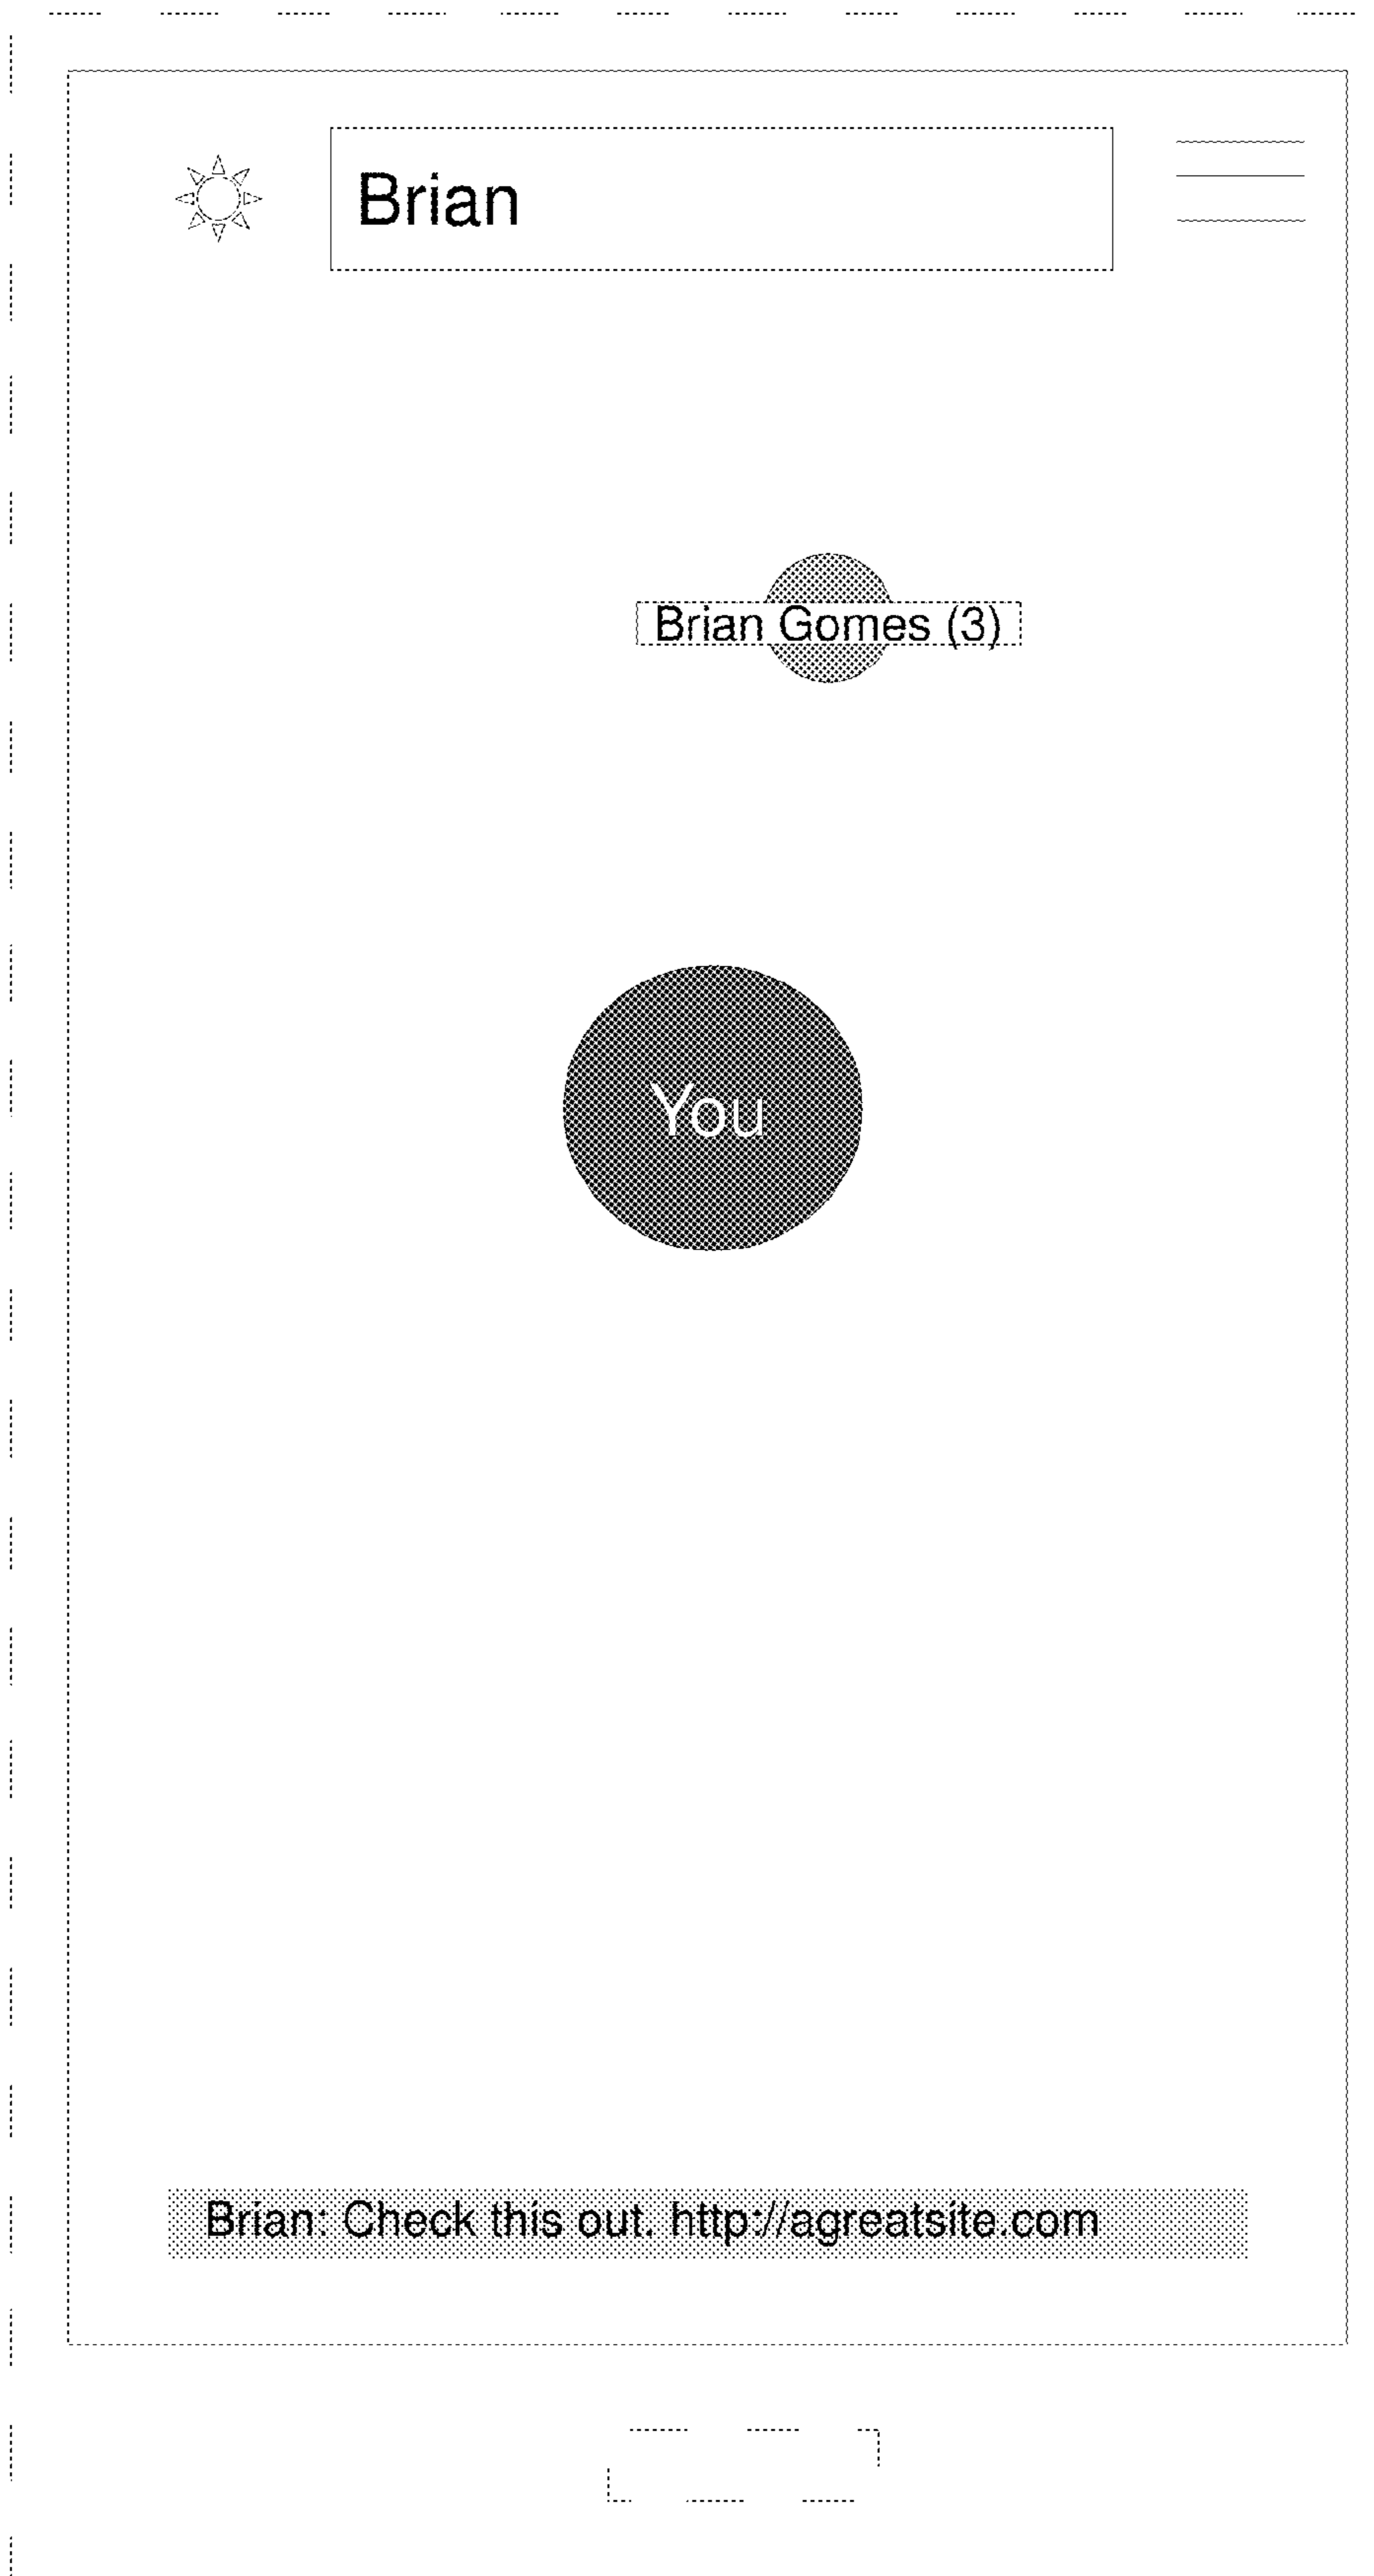 Brian
Brian Gomes (3)
You
Brian: Check this out. http://agreatsite.com